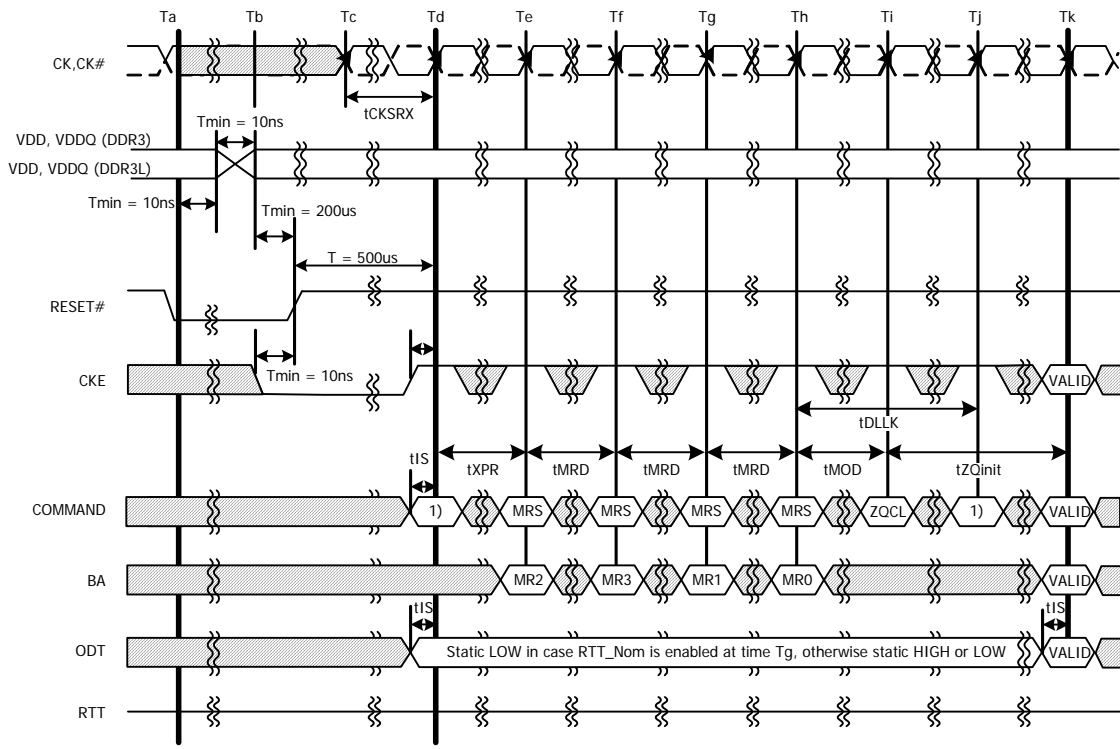 Ta Tb Tc Td Te Tf Tg Th Ti Tj Tk
CK,CK#
tCKSRX
Tmin = 10ns
VDD, VDDQ (DDR3)
VDD, VDDQ (DDR3L)
Tmin = 10ns
Tmin = 200us
T = 500us
RESET#
Tmin = 10ns
CKE
VALID
tDLLK
tIS
tXPR tMRD tMRD tMRD tMOD tZQinit
COMMAND 1) MRS MRS MRS MRS ZQCL 1) VALID
BA MR2 MR3 MR1 MR0 VALID
tIS tIS
ODT Static LOW in case RTT_Nom is enabled at time Tg, otherwise static HIGH or LOW VALID
RTT